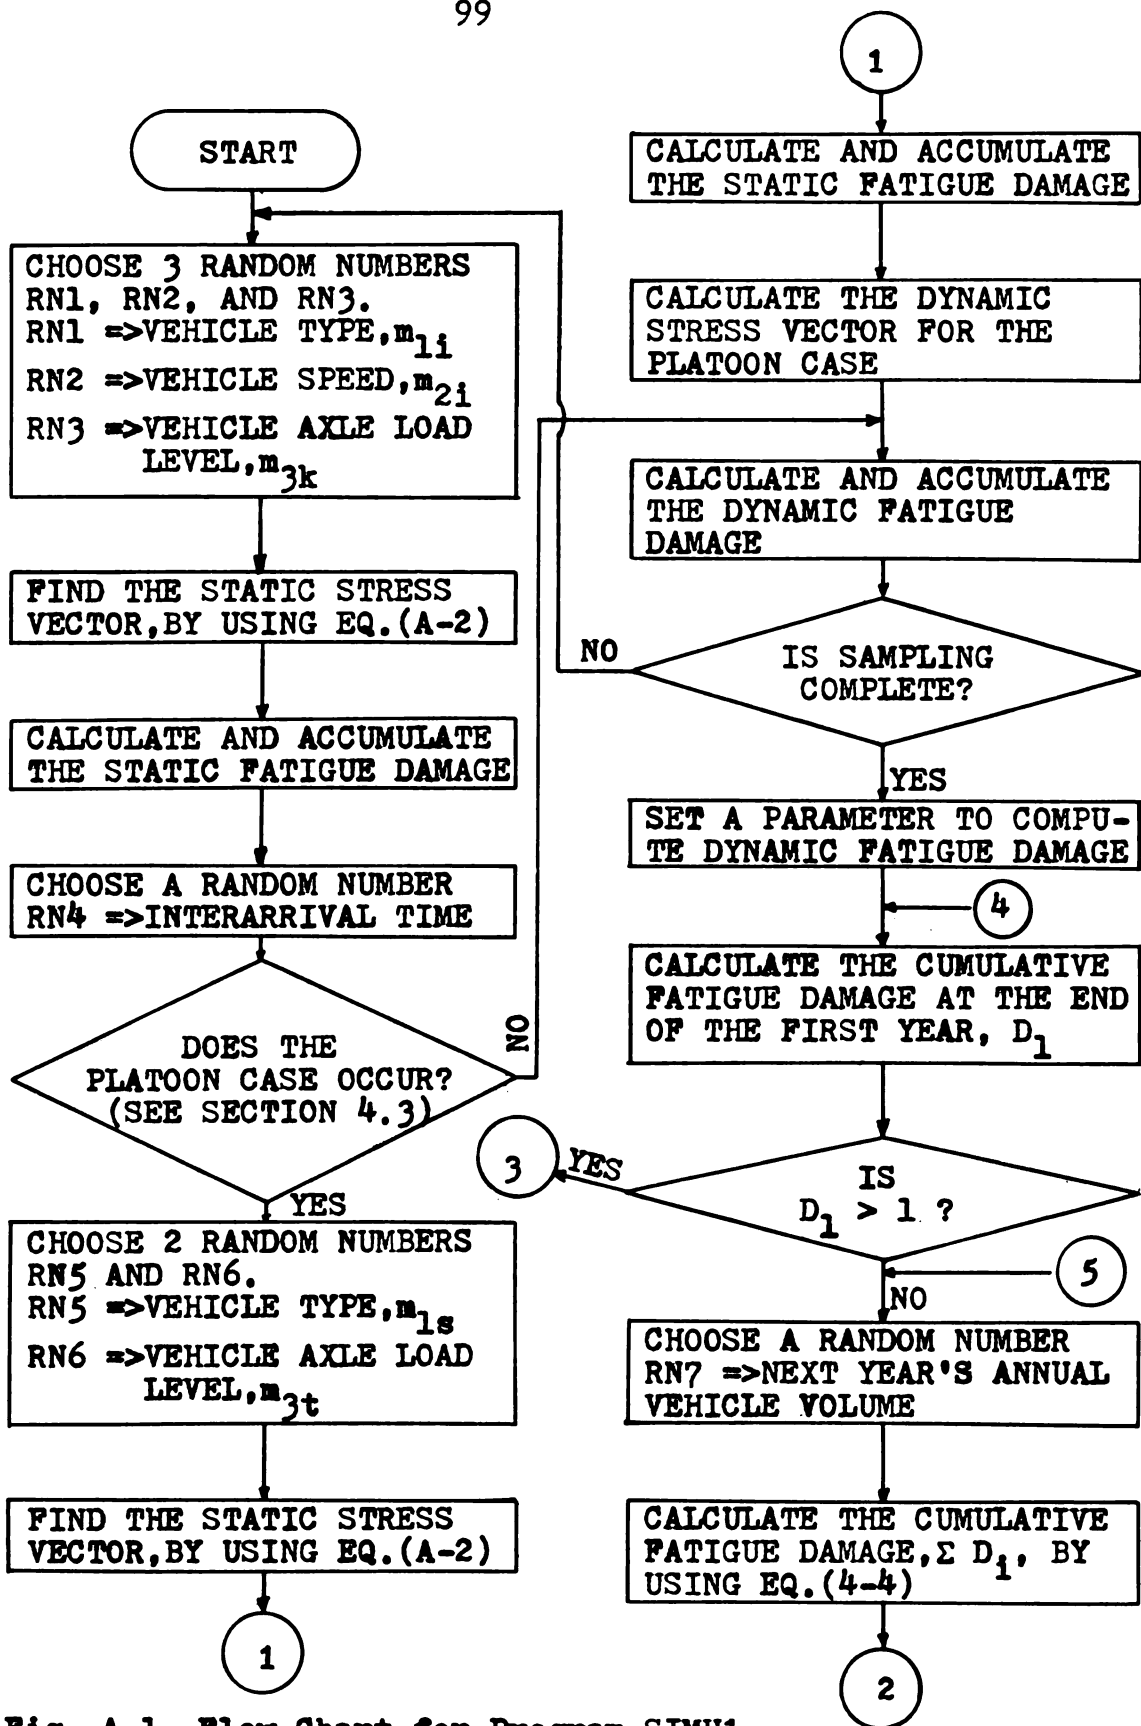 99
START
CHOOSE 3 RANDOM NUMBERS
RN1, RN2, AND RN3.
RN1 =>VEHICLE TYPE,m1i
RN2 =>VEHICLE SPEED,m2i
RN3 =>VEHICLE AXLE LOAD
LEVEL,m3k
FIND THE STATIC STRESS
VECTOR,BY USING EQ.(A-2)
CALCULATE AND ACCUMULATE
THE STATIC FATIGUE DAMAGE
CHOOSE A RANDOM NUMBER
RN4 =>INTERARRIVAL TIME
DOES THE
PLATOON CASE OCCUR?
(SEE SECTION 4.3)
NO
YES
CHOOSE 2 RANDOM NUMBERS
RN5 AND RN6.
RN5 =>VEHICLE TYPE,m1s
RN6 =>VEHICLE AXLE LOAD
LEVEL,m3t
FIND THE STATIC STRESS
VECTOR,BY USING EQ.(A-2)
1
1
CALCULATE AND ACCUMULATE
THE STATIC FATIGUE DAMAGE
CALCULATE THE DYNAMIC
STRESS VECTOR FOR THE
PLATOON CASE
CALCULATE AND ACCUMULATE
THE DYNAMIC FATIGUE
DAMAGE
NO
IS SAMPLING
COMPLETE?
YES
SET A PARAMETER TO COMPU-
TE DYNAMIC FATIGUE DAMAGE
4
CALCULATE THE CUMULATIVE
FATIGUE DAMAGE AT THE END
OF THE FIRST YEAR, D1
3
YES
IS
D1 > 1 ?
5
NO
CHOOSE A RANDOM NUMBER
RN7 =>NEXT YEAR'S ANNUAL
VEHICLE VOLUME
CALCULATE THE CUMULATIVE
FATIGUE DAMAGE,Σ Di, BY
USING EQ.(4-4)
2
Fig. A.1 Flow Chart for Program SIMU1